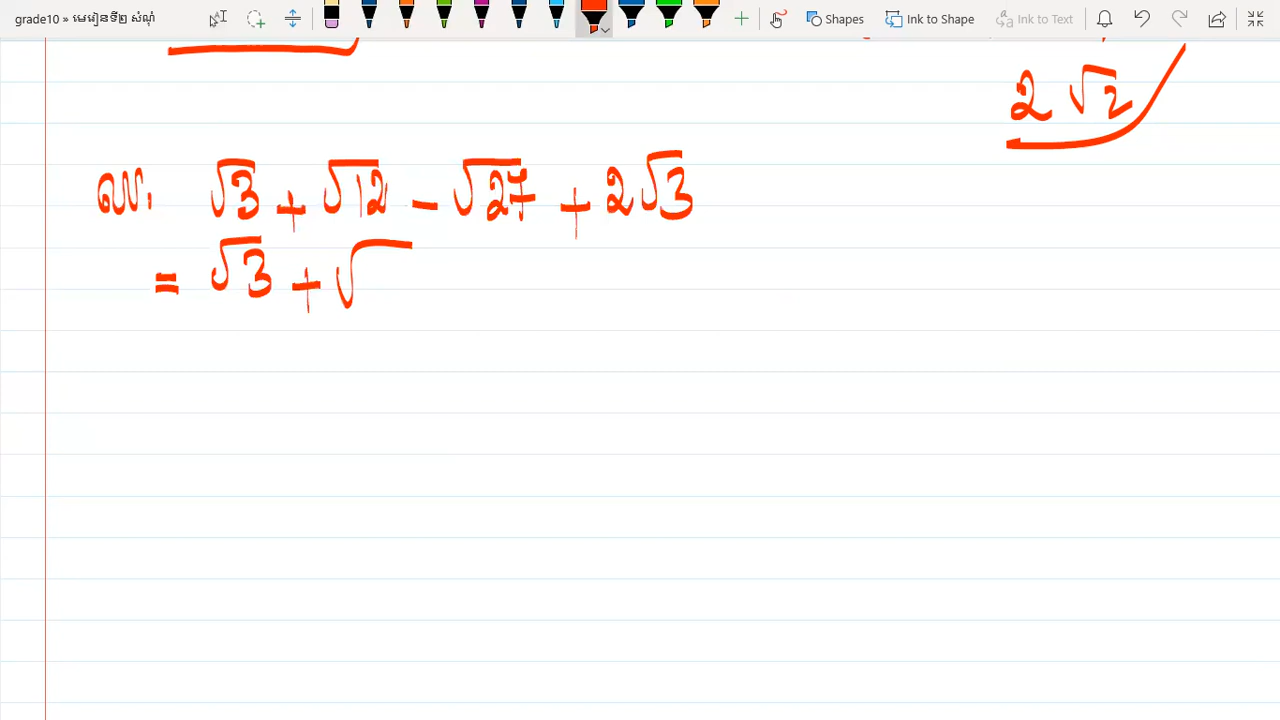 grade10 » មេរៀនទី២ សំណុំ
Shapes
Ink to Shape
Ink to Text
2 √2
√3 + √12 - √27 + 2√3
= √3 + √